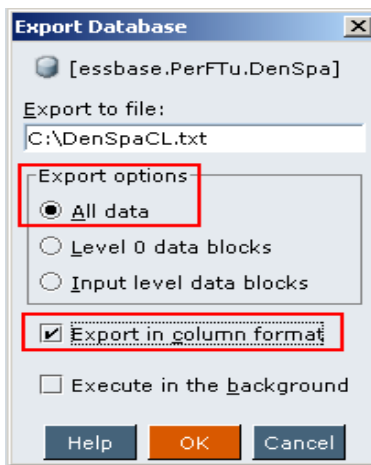 Export Database
[essbase.PerFTu.DenSpa]
Export to file:
C:\DenSpaCL.txt
Export options
All data
Level 0 data blocks
Input level data blocks
Export in column format
Execute in the background
Help OK Cancel